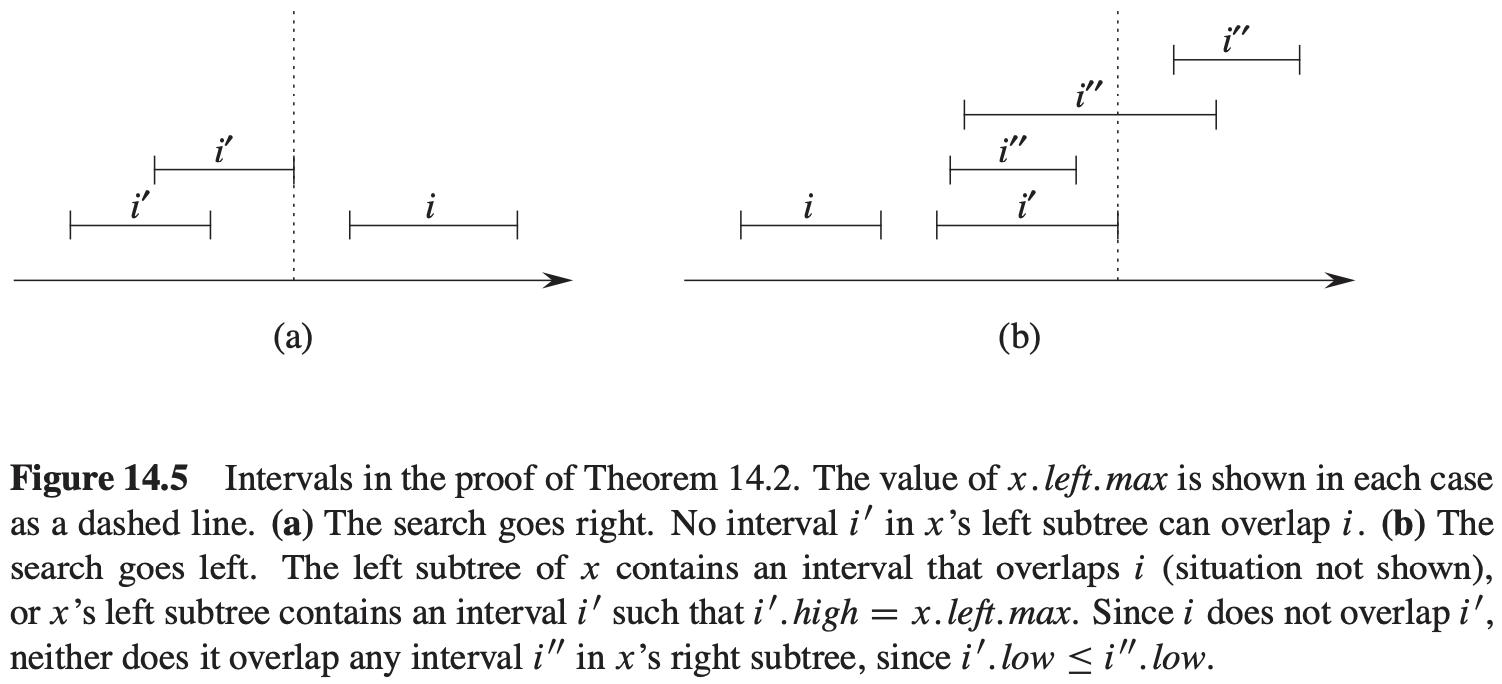 i″
i″
i′ i″
i′ i i i′
(a) (b)
Figure 14.5 Intervals in the proof of Theorem 14.2. The value of x.left.max is shown in each case
as a dashed line. (a) The search goes right. No interval i′ in x’s left subtree can overlap i. (b) The
search goes left. The left subtree of x contains an interval that overlaps i (situation not shown),
or x’s left subtree contains an interval i′ such that i′.high = x.left.max. Since i does not overlap i′,
neither does it overlap any interval i″ in x’s right subtree, since i′.low ≤ i″.low.